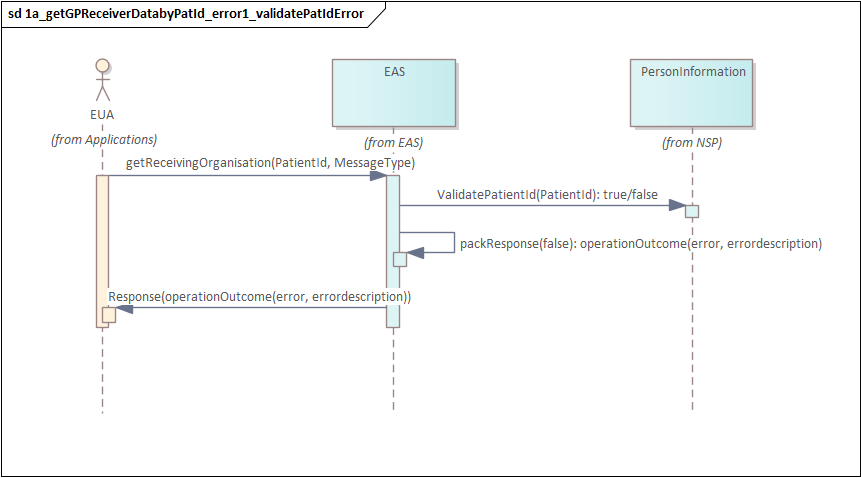 sd 1a_getGPReceiverDatabyPatId_error1_validatePatIdError
EAS
PersonInformation
EUA
(from Applications)
(from EAS)
(from NSP)
getReceivingOrganisation(PatientId, MessageType)
ValidatePatientId(PatientId): true/false
packResponse(false): operationOutcome(error, errordescription)
Response(operationOutcome(error, errordescription))